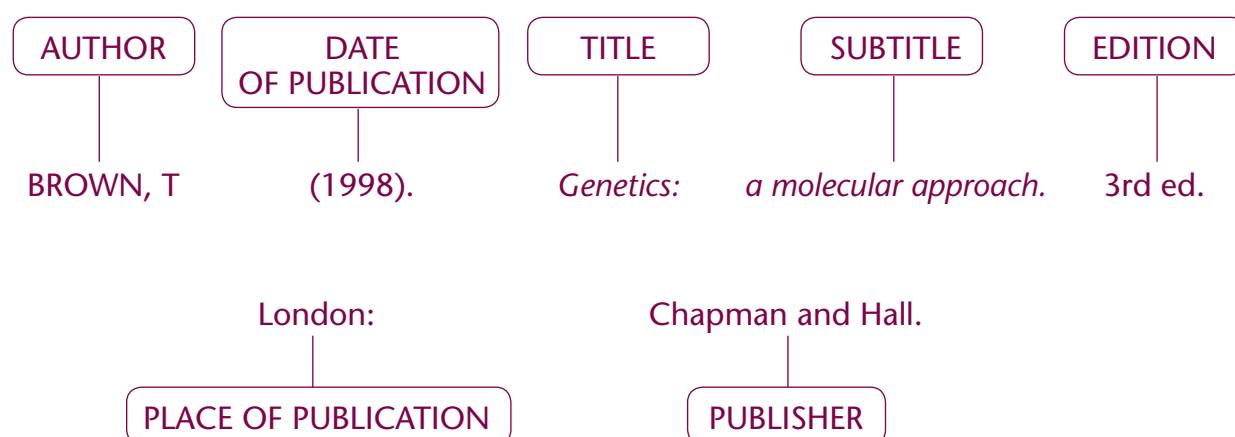 AUTHOR
DATE
OF PUBLICATION
TITLE
SUBTITLE
EDITION
BROWN, T (1998). Genetics: a molecular approach. 3rd ed.
London: Chapman and Hall.
PLACE OF PUBLICATION PUBLISHER